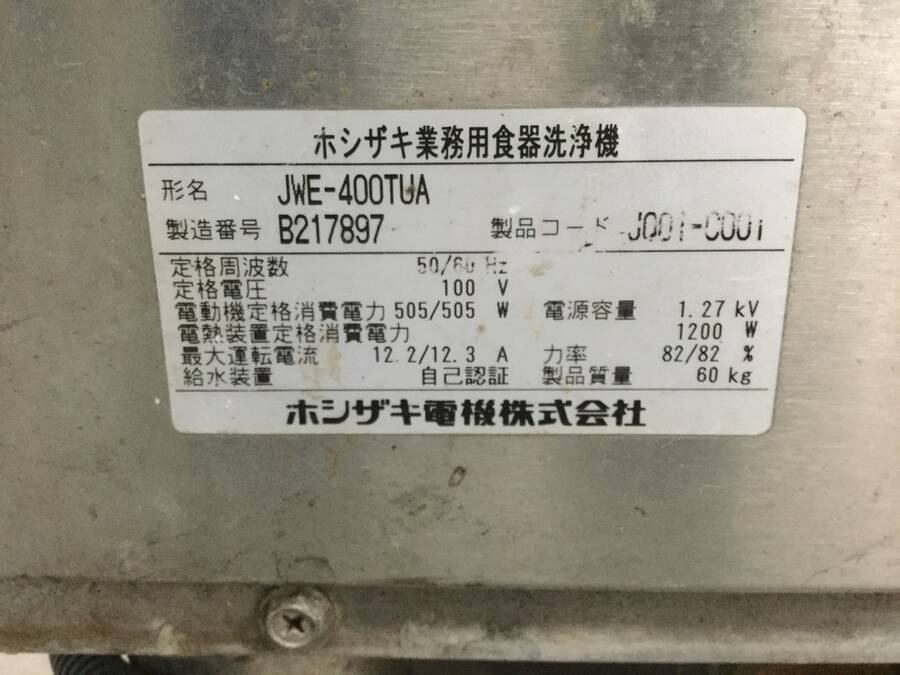 ホシザキ業務用食器洗浄機
形名 JWE-400TUA
製造番号 B217897 製品コード J001-C001
定格周波数 50/60 Hz
定格電圧 100 V
電動機定格消費電力 505/505 W 電源容量 1.27 kV
電熱装置定格消費電力 1200 W
最大運転電流 12.2/12.3 A 力率 82/82 %
給水装置 自己認証 製品質量 60 kg
ホシザキ電機株式会社